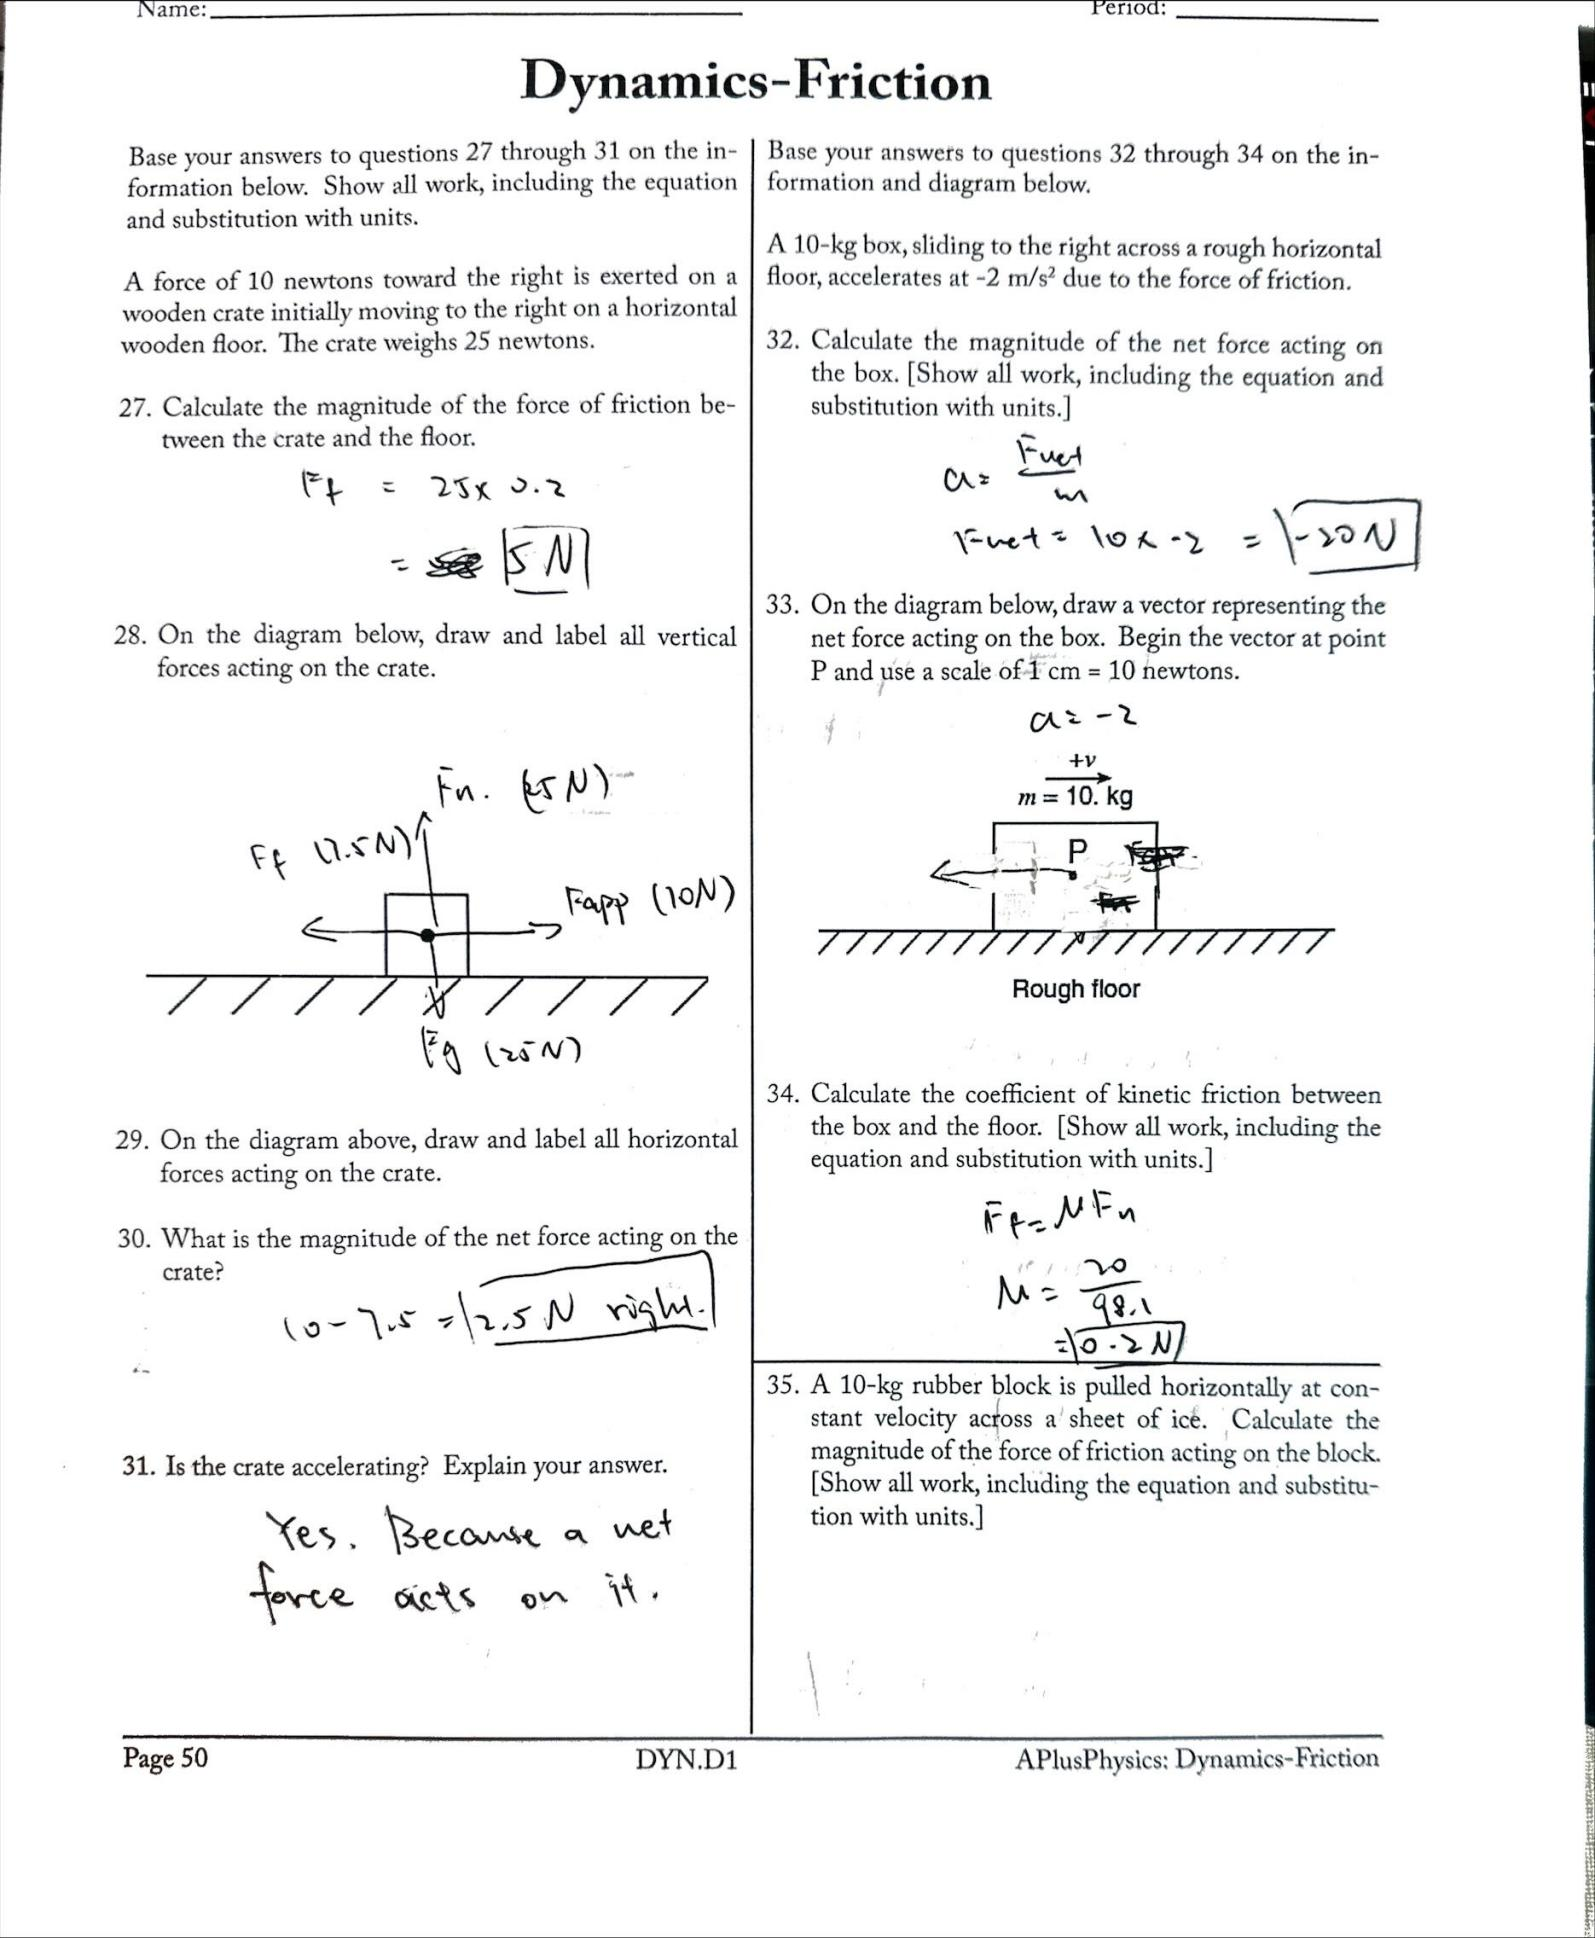 Name:
Period:
Dynamics-Friction
Base your answers to questions 27 through 31 on the in-
formation below. Show all work, including the equation
and substitution with units.
A force of 10 newtons toward the right is exerted on a
wooden crate initially moving to the right on a horizontal
wooden floor. The crate weighs 25 newtons.
27. Calculate the magnitude of the force of friction be-
tween the crate and the floor.
Ff = 25x 0.2
= 5 N
28. On the diagram below, draw and label all vertical
forces acting on the crate.
Fn. (25N)
Ff (7.5N)
Fapp (10N)
Fg (25N)
29. On the diagram above, draw and label all horizontal
forces acting on the crate.
30. What is the magnitude of the net force acting on the
crate?
10-7.5 = 2.5 N right.
31. Is the crate accelerating? Explain your answer.
Yes. Because a net
force acts on it.
Base your answers to questions 32 through 34 on the in-
formation and diagram below.
A 10-kg box, sliding to the right across a rough horizontal
floor, accelerates at -2 m/s² due to the force of friction.
32. Calculate the magnitude of the net force acting on
the box. [Show all work, including the equation and
substitution with units.]
a= Fnet
m
Fnet = 10x -2 = -20N
33. On the diagram below, draw a vector representing the
net force acting on the box. Begin the vector at point
P and use a scale of 1 cm = 10 newtons.
a= -2
+v
m = 10. kg
P
Rough floor
34. Calculate the coefficient of kinetic friction between
the box and the floor. [Show all work, including the
equation and substitution with units.]
Ff= μFn
μ = 20
98.1
= 0.2 N
35. A 10-kg rubber block is pulled horizontally at con-
stant velocity across a sheet of ice. Calculate the
magnitude of the force of friction acting on the block.
[Show all work, including the equation and substitu-
tion with units.]
Page 50
DYN.D1
APlusPhysics: Dynamics-Friction